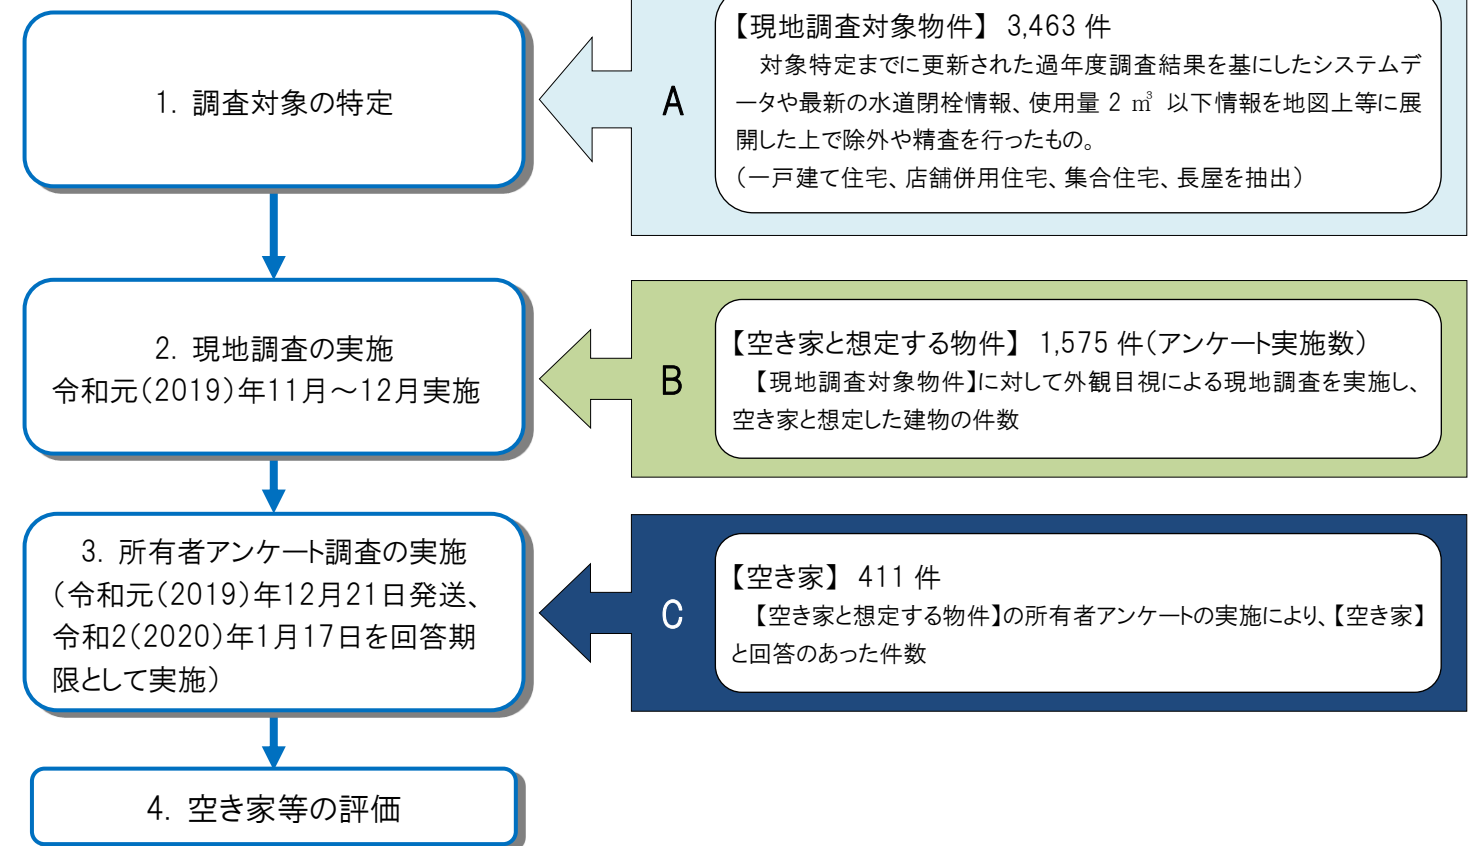 1. 調査対象の特定
A
【現地調査対象物件】 3,463 件
対象特定までに更新された過年度調査結果を基にしたシステムデ
ータや最新の水道閉栓情報、使用量 2 ㎥ 以下情報を地図上等に展
開した上で除外や精査を行ったもの。
（一戸建て住宅、店舗併用住宅、集合住宅、長屋を抽出）
2. 現地調査の実施
令和元（2019）年11月～12月実施
B
【空き家と想定する物件】 1,575 件（アンケート実施数）
【現地調査対象物件】に対して外観目視による現地調査を実施し、
空き家と想定した建物の件数
3. 所有者アンケート調査の実施
（令和元（2019）年12月21日発送、
令和2（2020）年1月17日を回答期
限として実施）
C
【空き家】 411 件
【空き家と想定する物件】の所有者アンケートの実施により、【空き家】
と回答のあった件数
4. 空き家等の評価